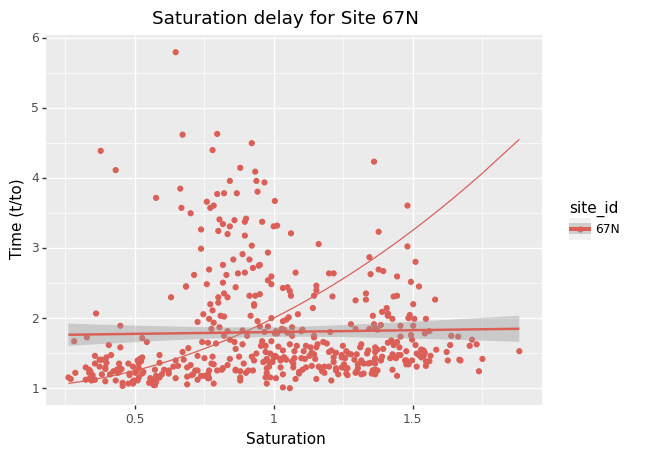 Saturation delay for Site 67N
6
5
4
3
2
1
Time (t/to)
0.5
1
1.5
Saturation
site_id
67N